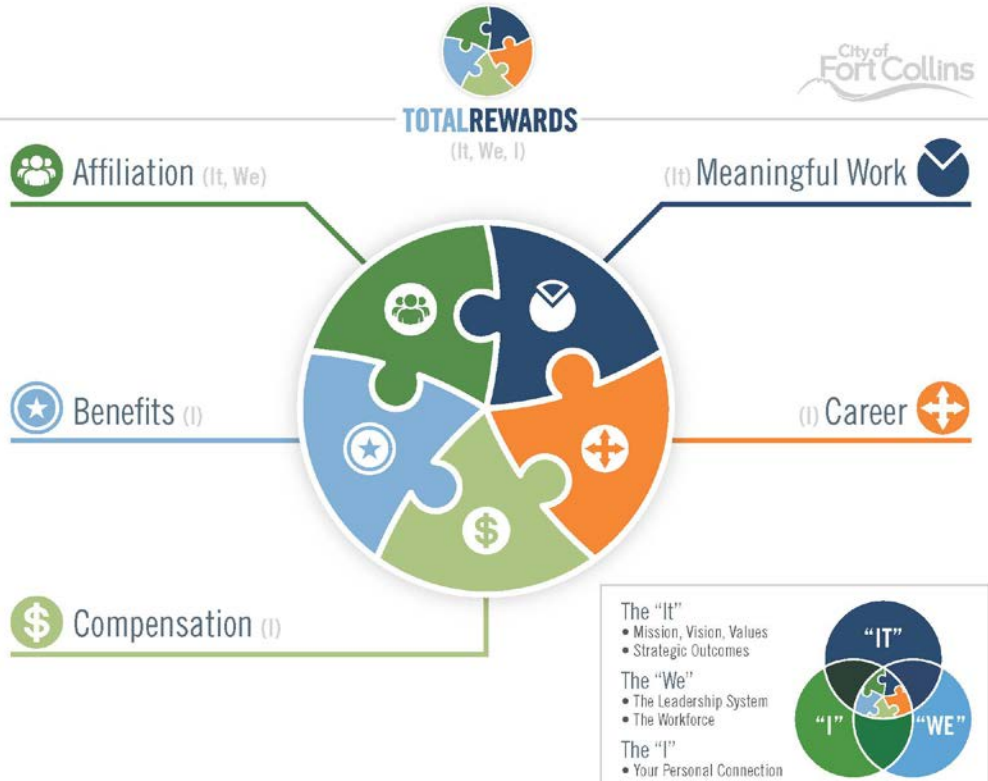 City of
Fort Collins
TOTALREWARDS
(It, We, I)
Affiliation (It, We)
(It) Meaningful Work
Benefits (I)
(I) Career
$
$ Compensation (I)
The "It"
• Mission, Vision, Values
• Strategic Outcomes
The "We"
• The Leadership System
• The Workforce
The "I"
• Your Personal Connection
"IT"
"I"
"WE"